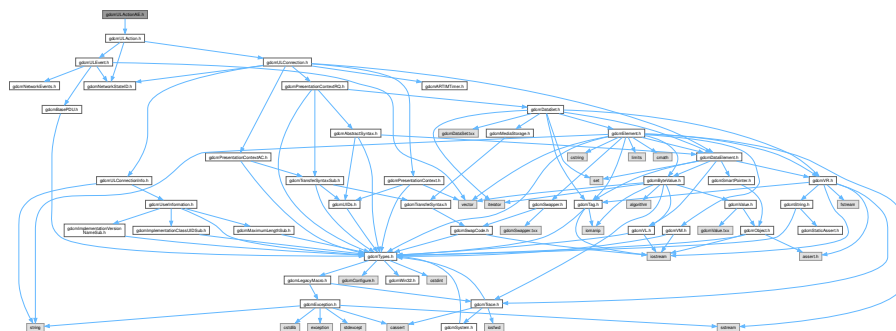 gdcmULActionAE.h
gdcmULAction.h
gdcmULEvent.h
gdcmULConnection.h
gdcmNetworkEvents.h
gdcmNetworkStateID.h
gdcmPresentationContextRQ.h
gdcmARTIMTimer.h
gdcmBasePDU.h
gdcmDataSet.h
gdcmAbstractSyntax.h
gdcmDataSet.txx
gdcmMediaStorage.h
gdcmElement.h
gdcmPresentationContextAC.h
cstring
limits
cmath
gdcmDataElement.h
gdcmULConnectionInfo.h
gdcmTransferSyntaxSub.h
gdcmPresentationContext.h
set
gdcmByteValue.h
gdcmSmartPointer.h
gdcmVR.h
gdcmUserInformation.h
gdcmUIDs.h
gdcmTransferSyntax.h
vector
iterator
gdcmSwapper.h
gdcmTag.h
algorithm
gdcmValue.h
gdcmString.h
fstream
gdcmImplementationVersion
NameSub.h
gdcmImplementationClassUIDSub.h
gdcmMaximumLengthSub.h
gdcmSwapCode.h
gdcmSwapper.txx
iomanip
gdcmVL.h
gdcmVM.h
gdcmValue.txx
gdcmObject.h
gdcmStaticAssert.h
gdcmTypes.h
iostream
assert.h
gdcmLegacyMacro.h
gdcmConfigure.h
gdcmWin32.h
cstdint
gdcmException.h
gdcmTrace.h
string
cstdlib
exception
stdexcept
cassert
gdcmSystem.h
iosfwd
sstream